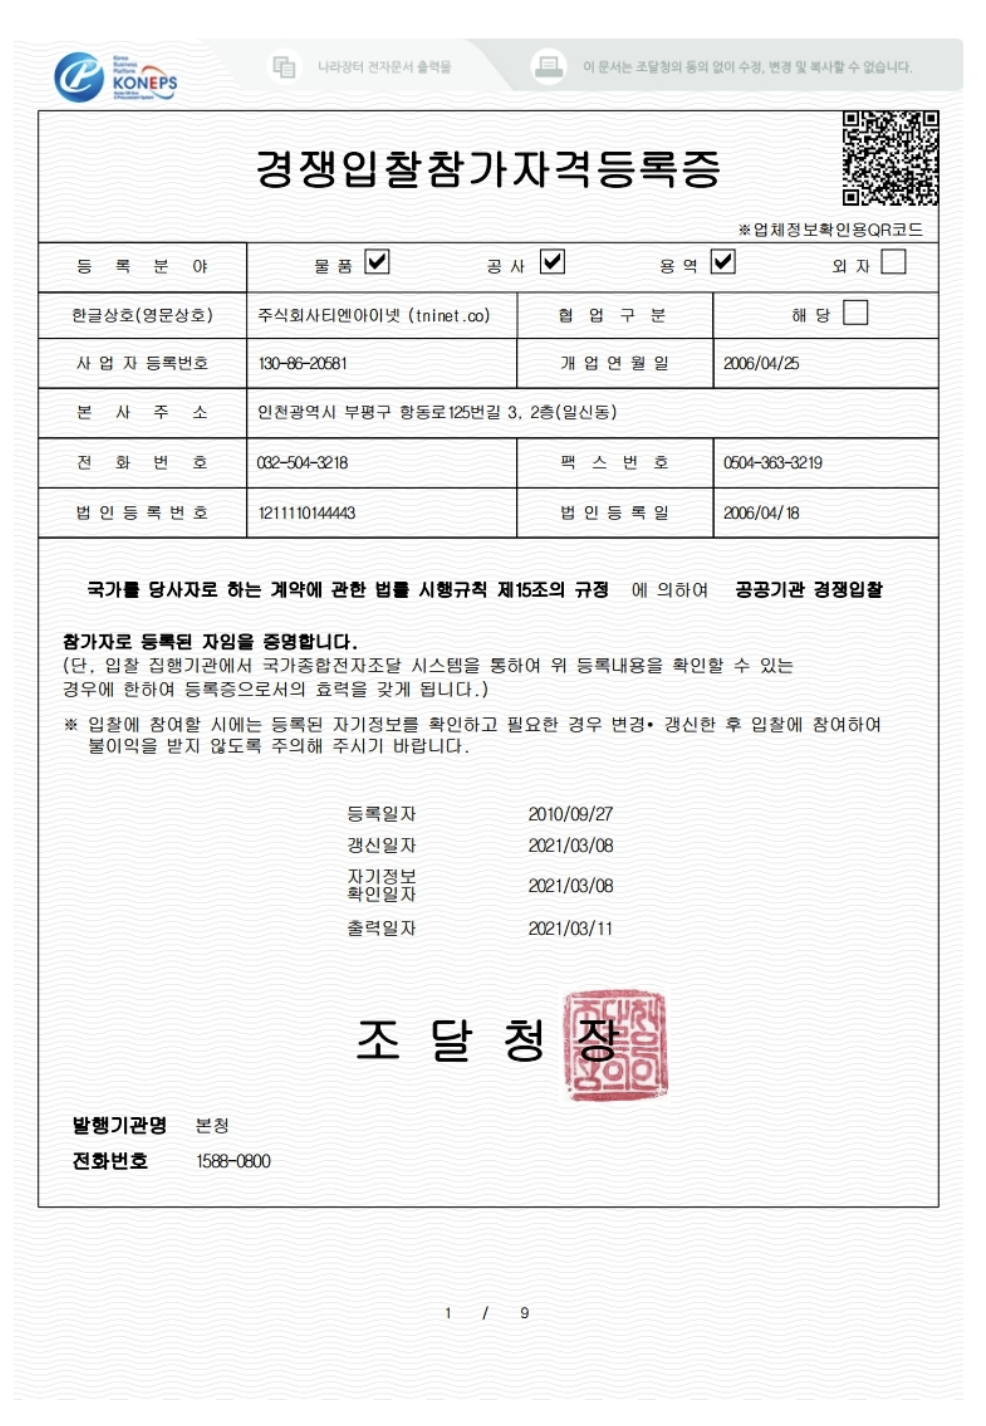 KONEPS
나라장터 전자문서 출력물
이 문서는 조달청의 동의 없이 수정, 변경 및 복사할 수 없습니다.
경쟁입찰참가자격등록증
※업체정보확인용QR코드
등 록 분 야 물 품 ✔ 공 사 ✔ 용 역 ✔ 외 자
한글상호(영문상호) 주식회사티엔아이넷 (tninet.co) 협 업 구 분 해 당
사 업 자 등록번호 130-86-20581 개 업 연 월 일 2006/04/25
본 사 주 소 인천광역시 부평구 항동로125번길 3, 2층(일신동)
전 화 번 호 032-504-3218 팩 스 번 호 0504-363-3219
법 인 등 록 번 호 1211110144443 법 인 등 록 일 2006/04/18
국가를 당사자로 하는 계약에 관한 법률 시행규칙 제15조의 규정 에 의하여 공공기관 경쟁입찰
참가자로 등록된 자임을 증명합니다.
(단, 입찰 집행기관에서 국가종합전자조달 시스템을 통하여 위 등록내용을 확인할 수 있는
경우에 한하여 등록증으로서의 효력을 갖게 됩니다.)
※ 입찰에 참여할 시에는 등록된 자기정보를 확인하고 필요한 경우 변경• 갱신한 후 입찰에 참여하여
불이익을 받지 않도록 주의해 주시기 바랍니다.
등록일자 2010/09/27
갱신일자 2021/03/08
자기정보
확인일자 2021/03/08
출력일자 2021/03/11
조 달 청 장
발행기관명 본청
전화번호 1588-0800
1 / 9